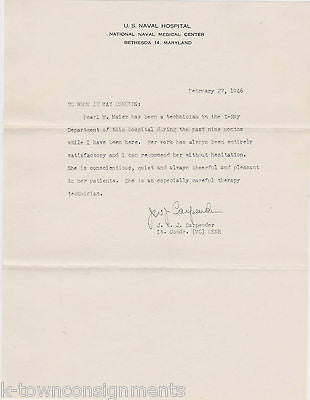 U. S. NAVAL HOSPITAL
NATIONAL NAVAL MEDICAL CENTER
BETHESDA 14, MARYLAND
February 27, 1946
TO WHOM IT MAY CONCERN:
Pearl M. Maier has been a technician in the X-Ray
Department of this hospital during the past nine months
while I have been here. Her work has always been entirely
satisfactory and I can recommend her without hesitation.
She is conscientious, quiet and always cheerful and pleasant
to her patients. She is an especially careful therapy
technician.
J. W. J. Carpender
Lt. Comdr. (MC) USNR
k-townconsignments